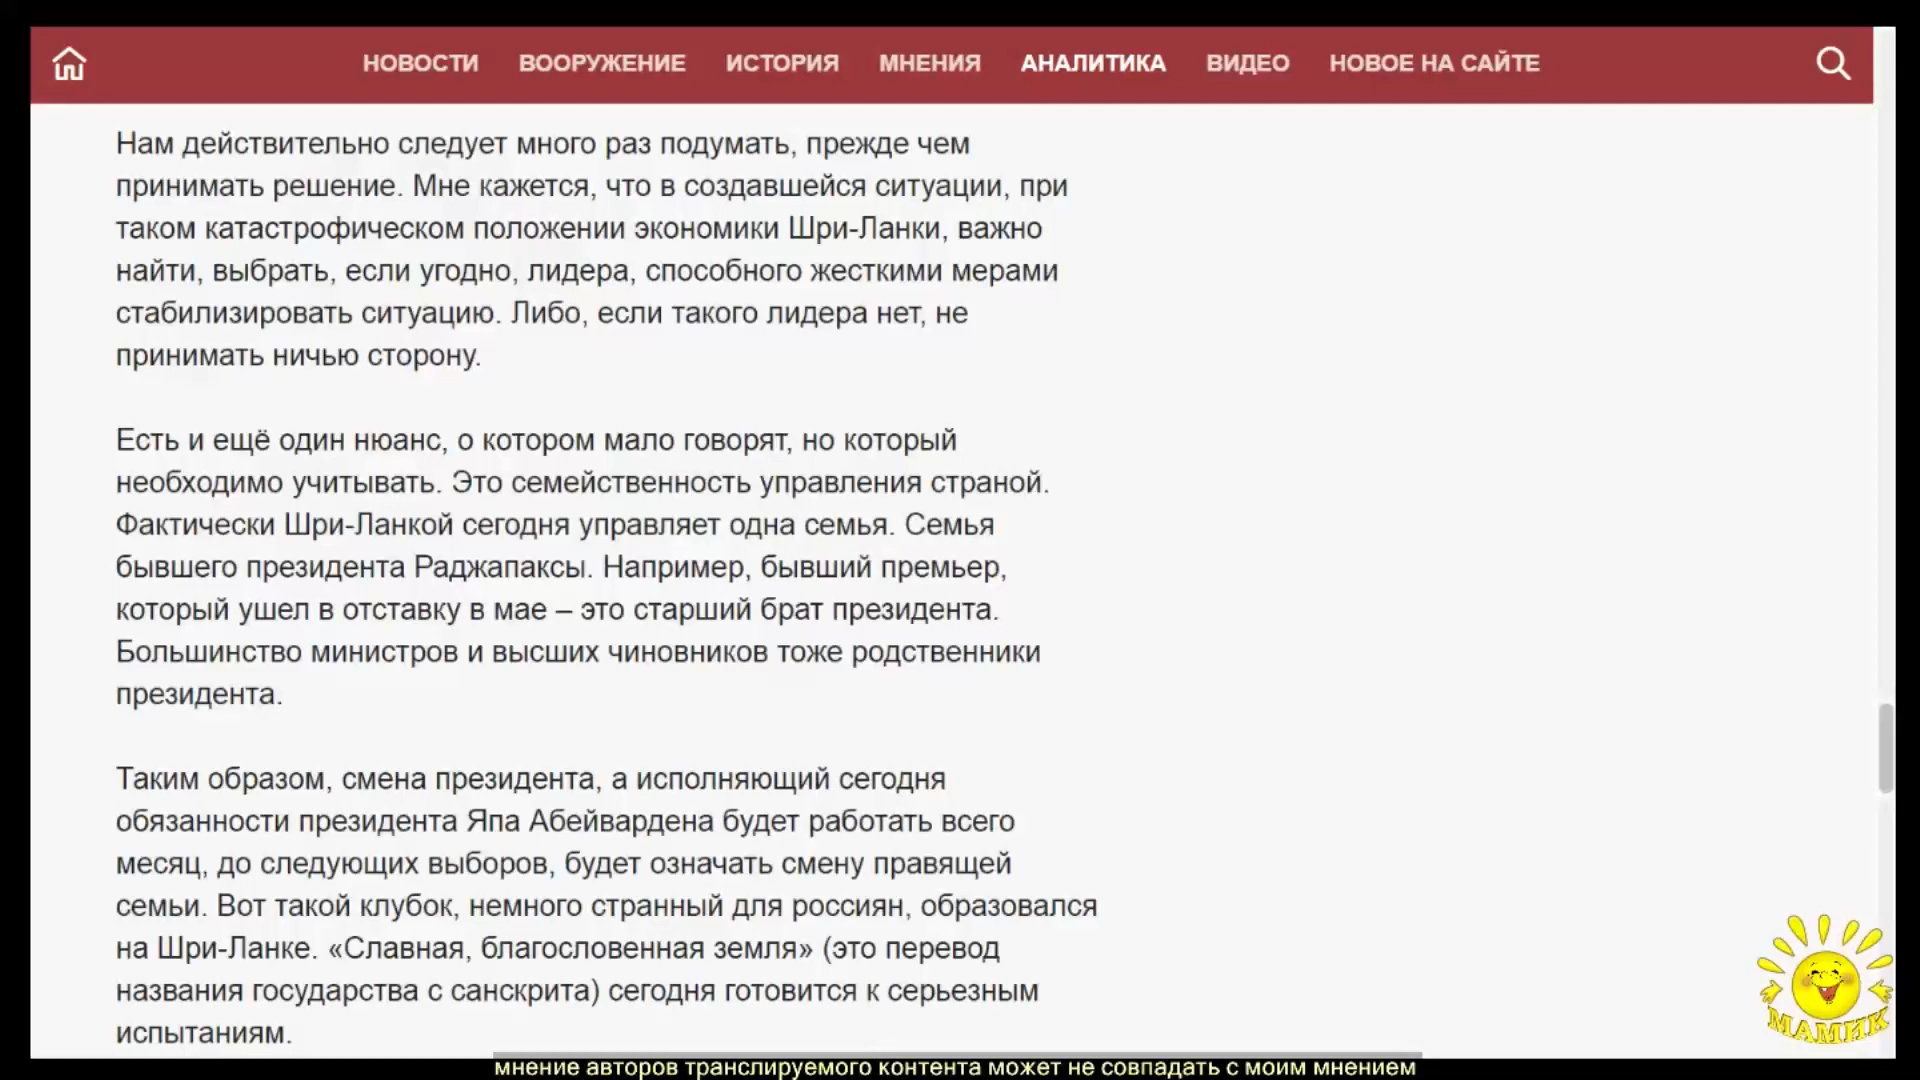 НОВОСТИ ВООРУЖЕНИЕ ИСТОРИЯ МНЕНИЯ АНАЛИТИКА ВИДЕО НОВОЕ НА САЙТЕ
Нам действительно следует много раз подумать, прежде чем
принимать решение. Мне кажется, что в создавшейся ситуации, при
таком катастрофическом положении экономики Шри-Ланки, важно
найти, выбрать, если угодно, лидера, способного жесткими мерами
стабилизировать ситуацию. Либо, если такого лидера нет, не
принимать ничью сторону.
Есть и ещё один нюанс, о котором мало говорят, но который
необходимо учитывать. Это семейственность управления страной.
Фактически Шри-Ланкой сегодня управляет одна семья. Семья
бывшего президента Раджапаксы. Например, бывший премьер,
который ушел в отставку в мае – это старший брат президента.
Большинство министров и высших чиновников тоже родственники
президента.
Таким образом, смена президента, а исполняющий сегодня
обязанности президента Япа Абейвардена будет работать всего
месяц, до следующих выборов, будет означать смену правящей
семьи. Вот такой клубок, немного странный для россиян, образовался
на Шри-Ланке. «Славная, благословенная земля» (это перевод
названия государства с санскрита) сегодня готовится к серьезным
испытаниям.
МАМИК
мнение авторов транслируемого контента может не совпадать с моим мнением